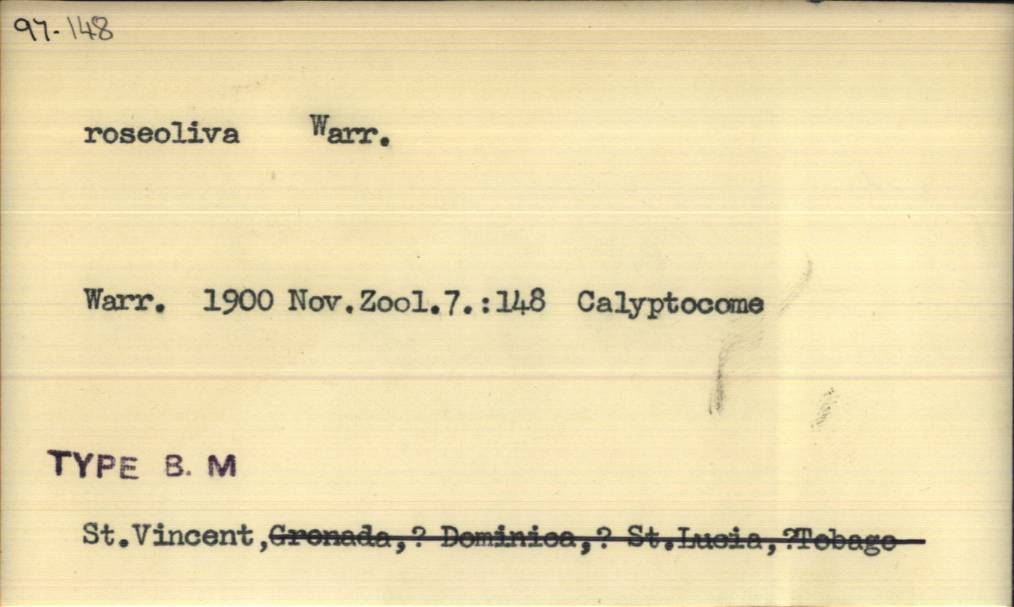 97-148
roseoliva Warr.
Warr. 1900 Nov.Zool.7.:148 Calyptocome
TYPE B. M
St.Vincent,Grenada,? Dominica,? St.Lucia,?Tobago